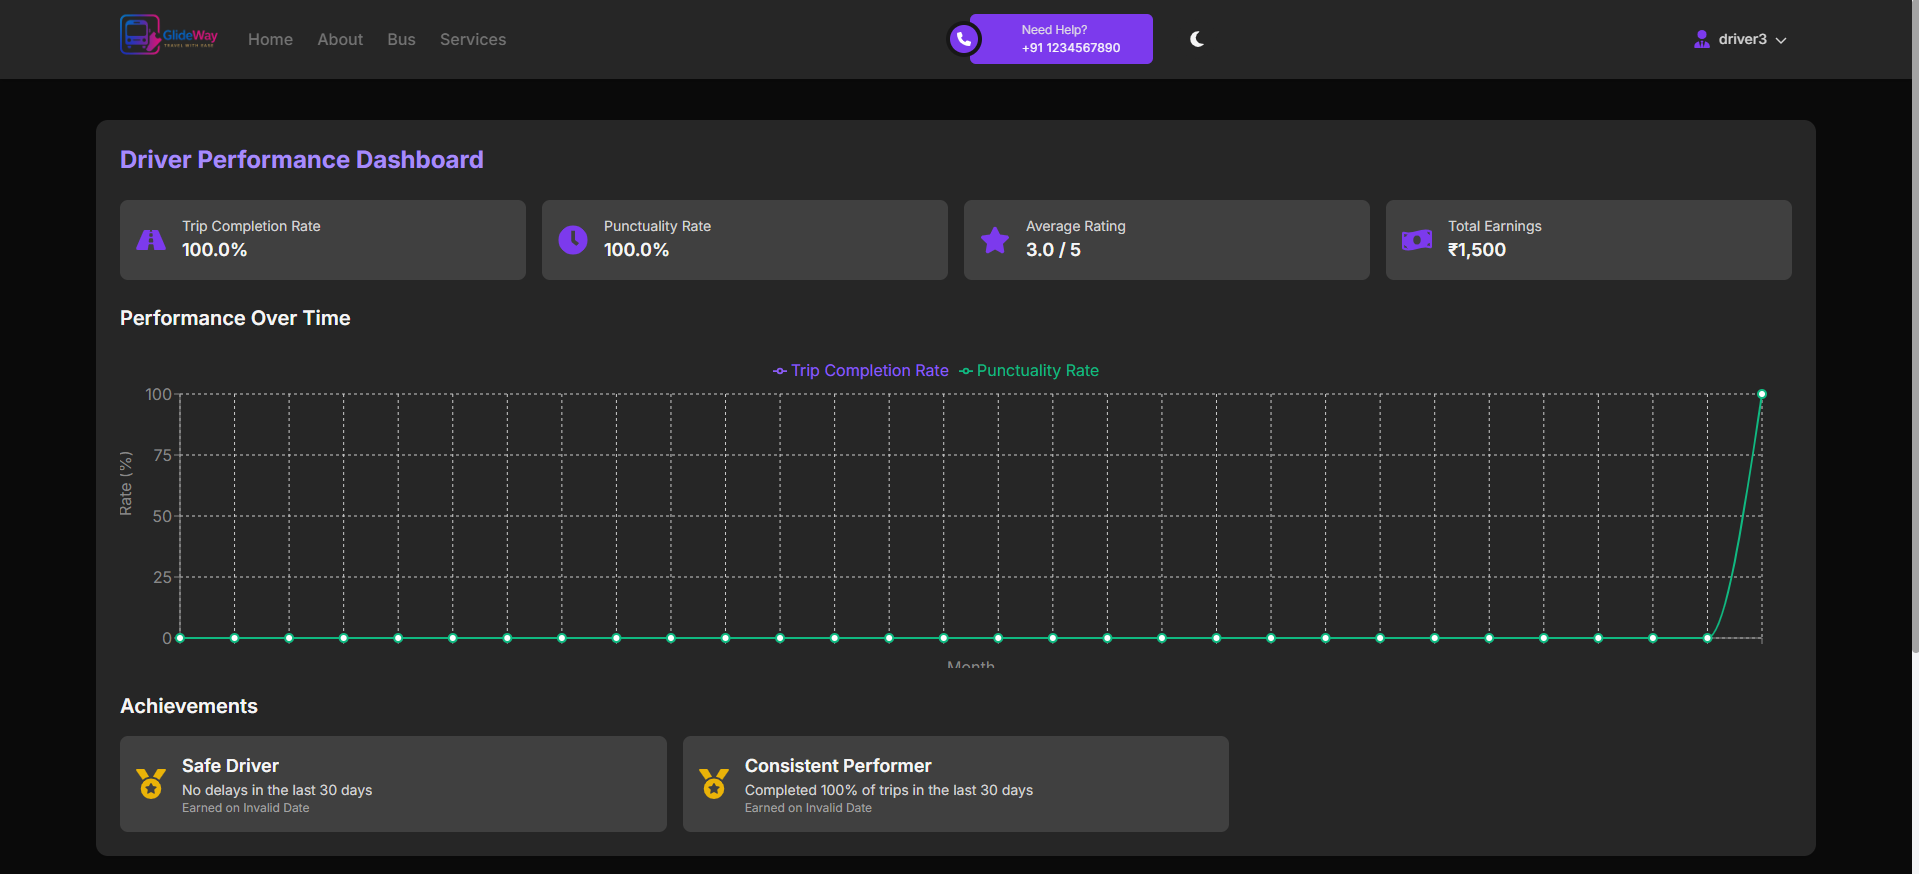 GlideWay
TRAVEL WITH EASE
Home
About
Bus
Services
Need Help?
+91 1234567890
driver3
Driver Performance Dashboard
Trip Completion Rate
100.0%
Punctuality Rate
100.0%
Average Rating
3.0 / 5
Total Earnings
₹1,500
Performance Over Time
Trip Completion Rate
Punctuality Rate
100
75
50
25
0
Rate (%)
Month
Achievements
Safe Driver
No delays in the last 30 days
Earned on Invalid Date
Consistent Performer
Completed 100% of trips in the last 30 days
Earned on Invalid Date